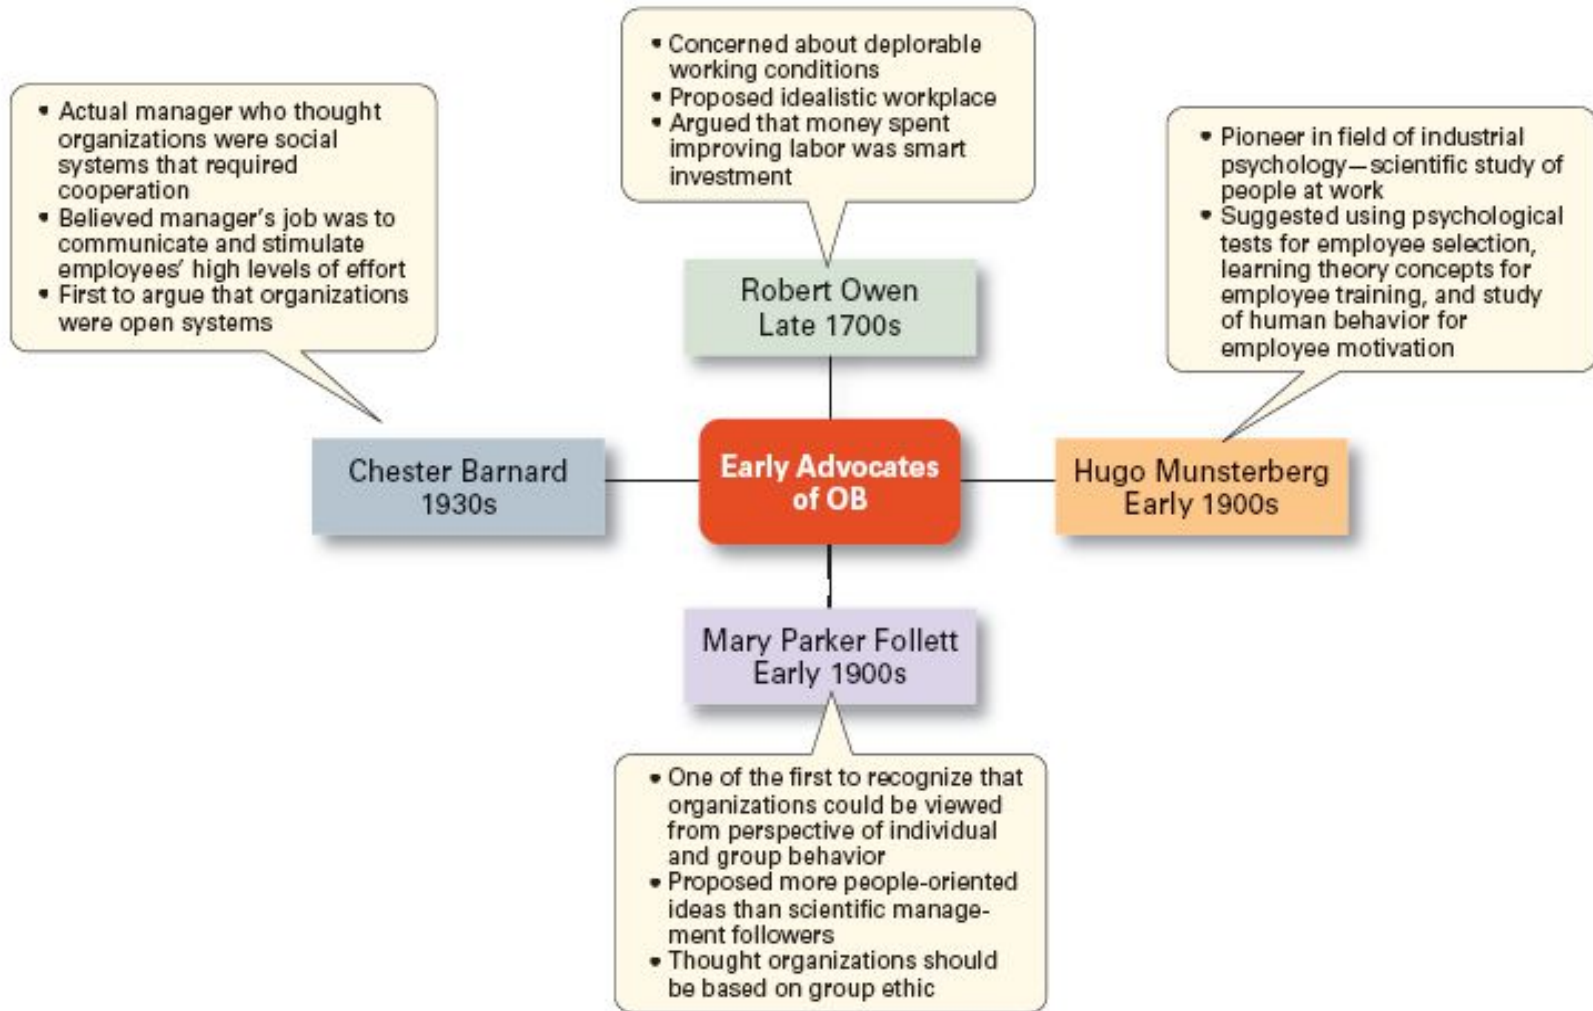 • Concerned about deplorable
working conditions
• Proposed idealistic workplace
• Argued that money spent
improving labor was smart
investment
• Actual manager who thought
organizations were social
systems that required
cooperation
• Believed manager's job was to
communicate and stimulate
employees' high levels of effort
• First to argue that organizations
were open systems
• Pioneer in field of industrial
psychology—scientific study of
people at work
• Suggested using psychological
tests for employee selection,
learning theory concepts for
employee training, and study
of human behavior for
employee motivation
Robert Owen
Late 1700s
Chester Barnard
1930s
Early Advocates
of OB
Hugo Munsterberg
Early 1900s
Mary Parker Follett
Early 1900s
• One of the first to recognize that
organizations could be viewed
from perspective of individual
and group behavior
• Proposed more people-oriented
ideas than scientific manage-
ment followers
• Thought organizations should
be based on group ethic